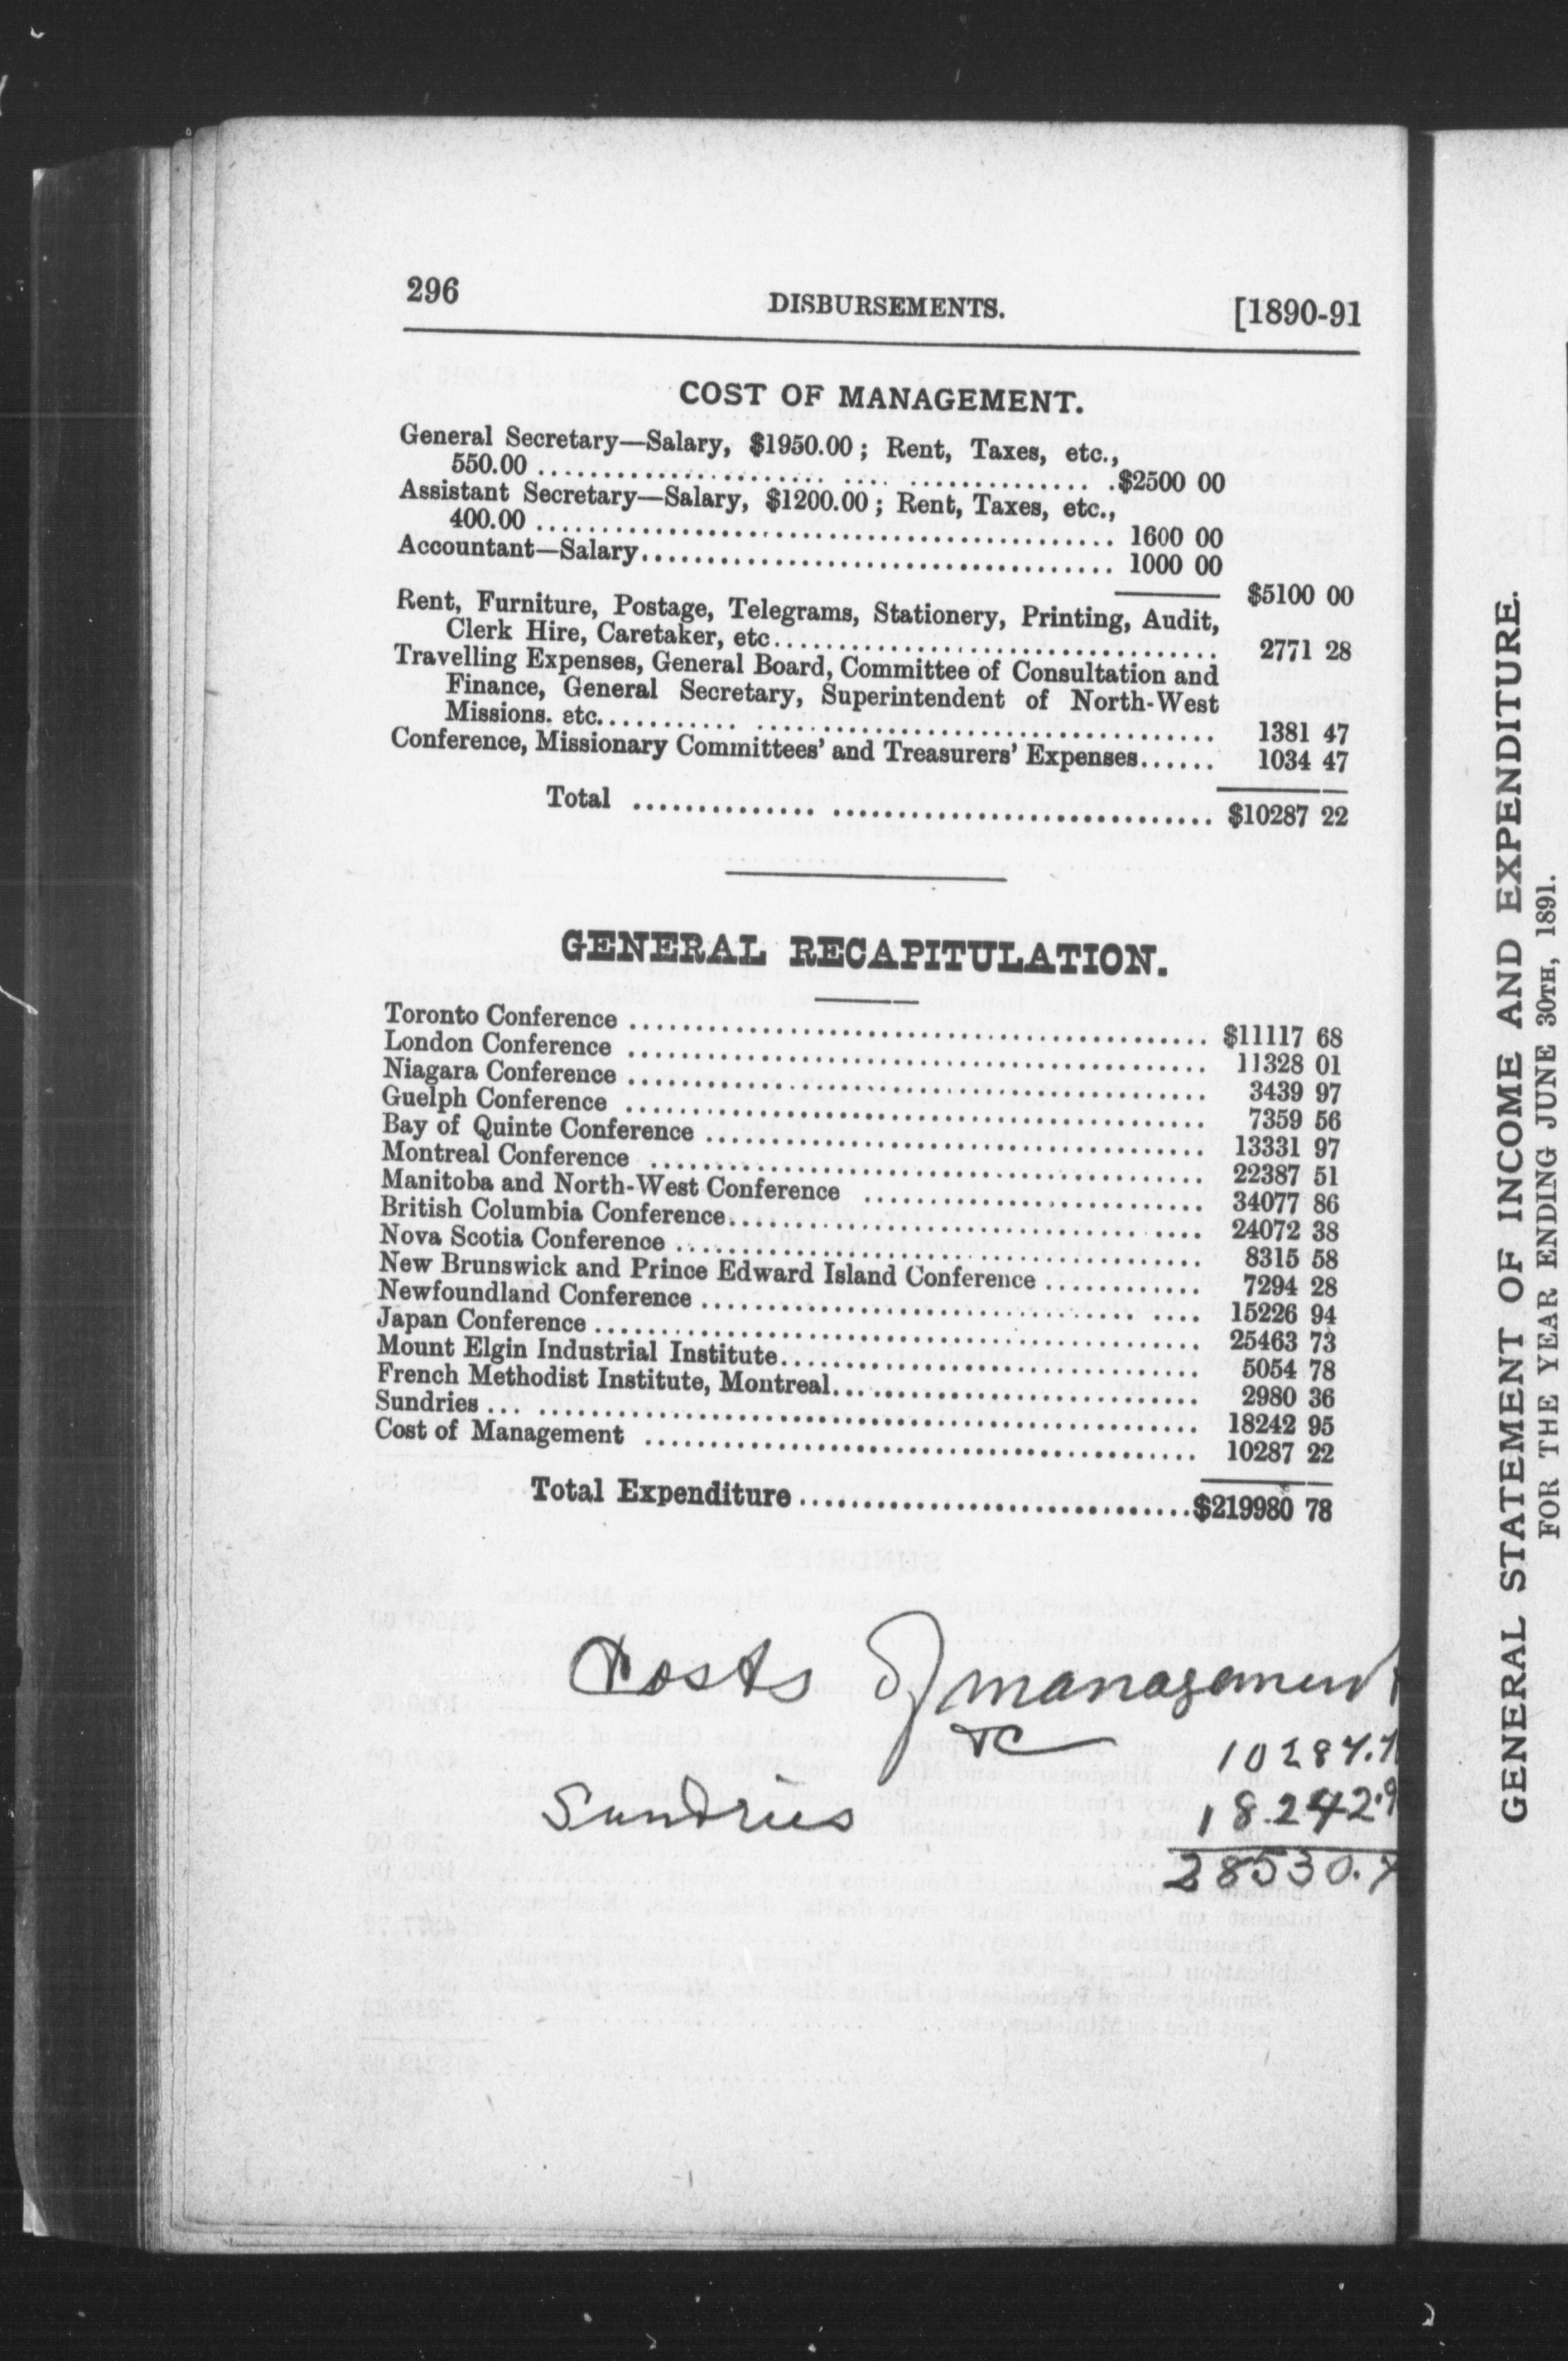 296 DISBURSEMENTS. [1890-91
COST OF MANAGEMENT.
General Secretary—Salary, $1950.00; Rent, Taxes, etc.,
550.00 .......... $2500 00
Assistant Secretary—Salary, $1200.00; Rent, Taxes, etc.,
400.00 .......... 1600 00
Accountant—Salary.......... 1000 00
$5100 00
Rent, Furniture, Postage, Telegrams, Stationery, Printing, Audit,
Clerk Hire, Caretaker, etc.......... 2771 28
Travelling Expenses, General Board, Committee of Consultation and
Finance, General Secretary, Superintendent of North-West
Missions. etc.......... 1381 47
Conference, Missionary Committees' and Treasurers' Expenses...... 1034 47
Total .......... $10287 22
GENERAL RECAPITULATION.
Toronto Conference .......... $11117 68
London Conference .......... 11328 01
Niagara Conference .......... 3439 97
Guelph Conference .......... 7359 56
Bay of Quinte Conference .......... 13331 97
Montreal Conference .......... 22387 51
Manitoba and North-West Conference .......... 34077 86
British Columbia Conference.......... 24072 38
Nova Scotia Conference .......... 8315 58
New Brunswick and Prince Edward Island Conference .......... 7294 28
Newfoundland Conference .......... 15226 94
Japan Conference .......... 25463 73
Mount Elgin Industrial Institute.......... 5054 78
French Methodist Institute, Montreal.......... 2980 36
Sundries .......... 18242 95
Cost of Management .......... 10287 22
Total Expenditure .......... $219980 78
Costs of management
10287.
Sundries 18242.9
28530.
GENERAL STATEMENT OF INCOME AND EXPENDITURE.
FOR THE YEAR ENDING JUNE 30TH, 1891.